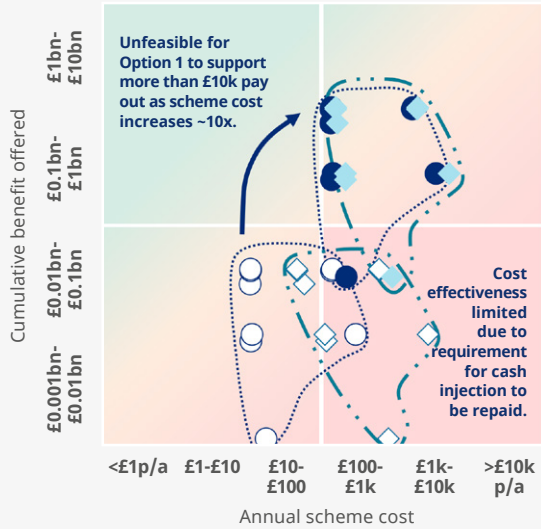 £1bn-
£10bn
Unfeasible for
Option 1 to support
more than £10k pay
out as scheme cost
increases ~10x.
£0.1bn-
£1bn
Cumulative benefit offered
£0.01bn-
£0.1bn
£0.001bn-
£0.01bn
Cost
effectiveness
limited
due to
requirement
for cash
injection to
be repaid.
<£1p/a
£1-£10
£10-
£100
£100-
£1k
£1k-
£10k
>£10k
p/a
Annual scheme cost